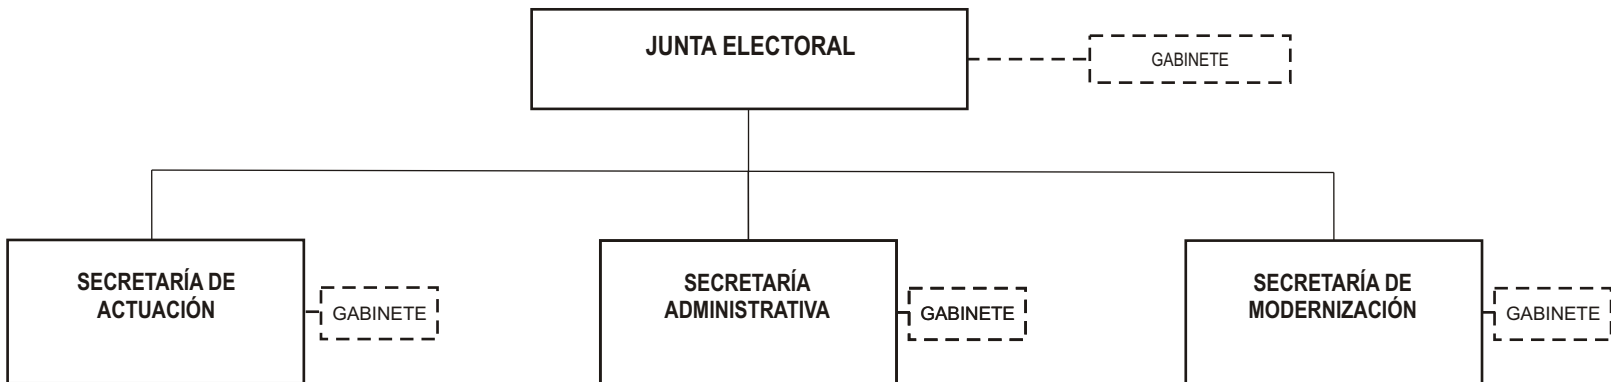 JUNTA ELECTORAL
GABINETE
SECRETARÍA DE
ACTUACIÓN
GABINETE
SECRETARÍA
ADMINISTRATIVA
GABINETE
SECRETARÍA DE
MODERNIZACIÓN
GABINETE